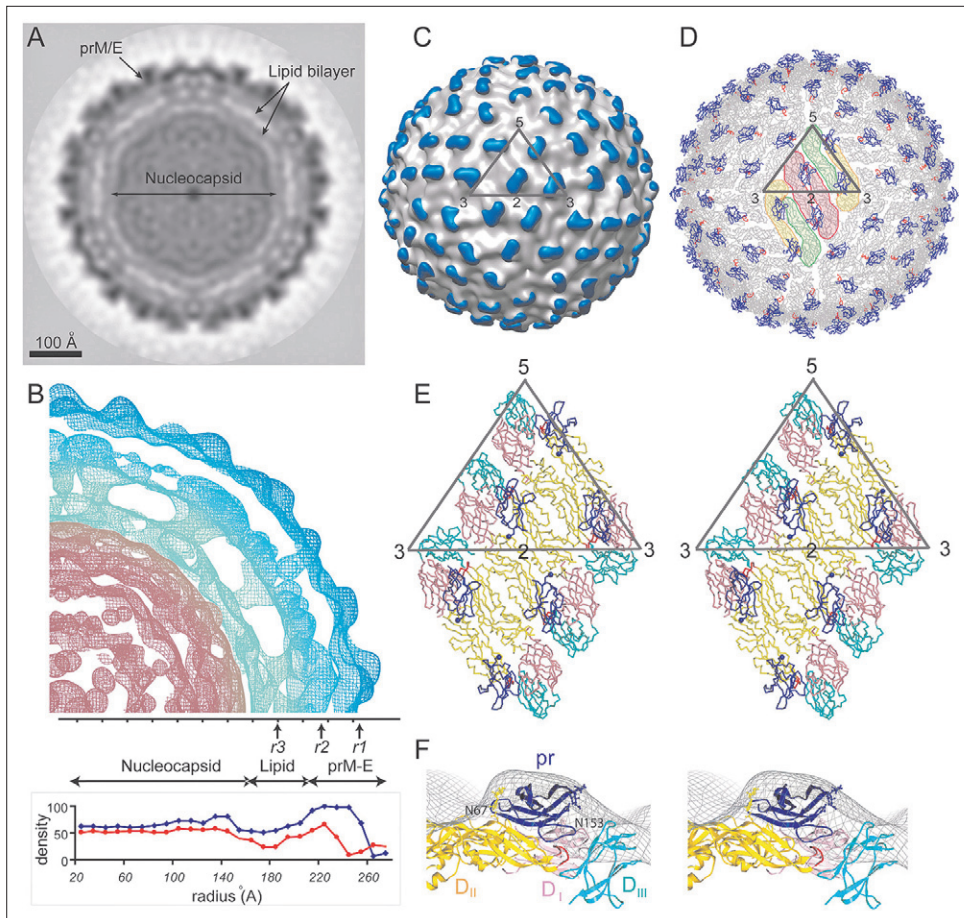 A
prM/E
Lipid bilayer
Nucleocapsid
100 Å
C
5
3 2 3
D
5
3 2 3
B
r3 r2 r1
Nucleocapsid Lipid prM-E
density
100
50
0
20 60 100 140 180 220 260
radius (Å)
E
5
3 2 3
5
3 2 3
F
pr
N67
N153
DII DI DIII